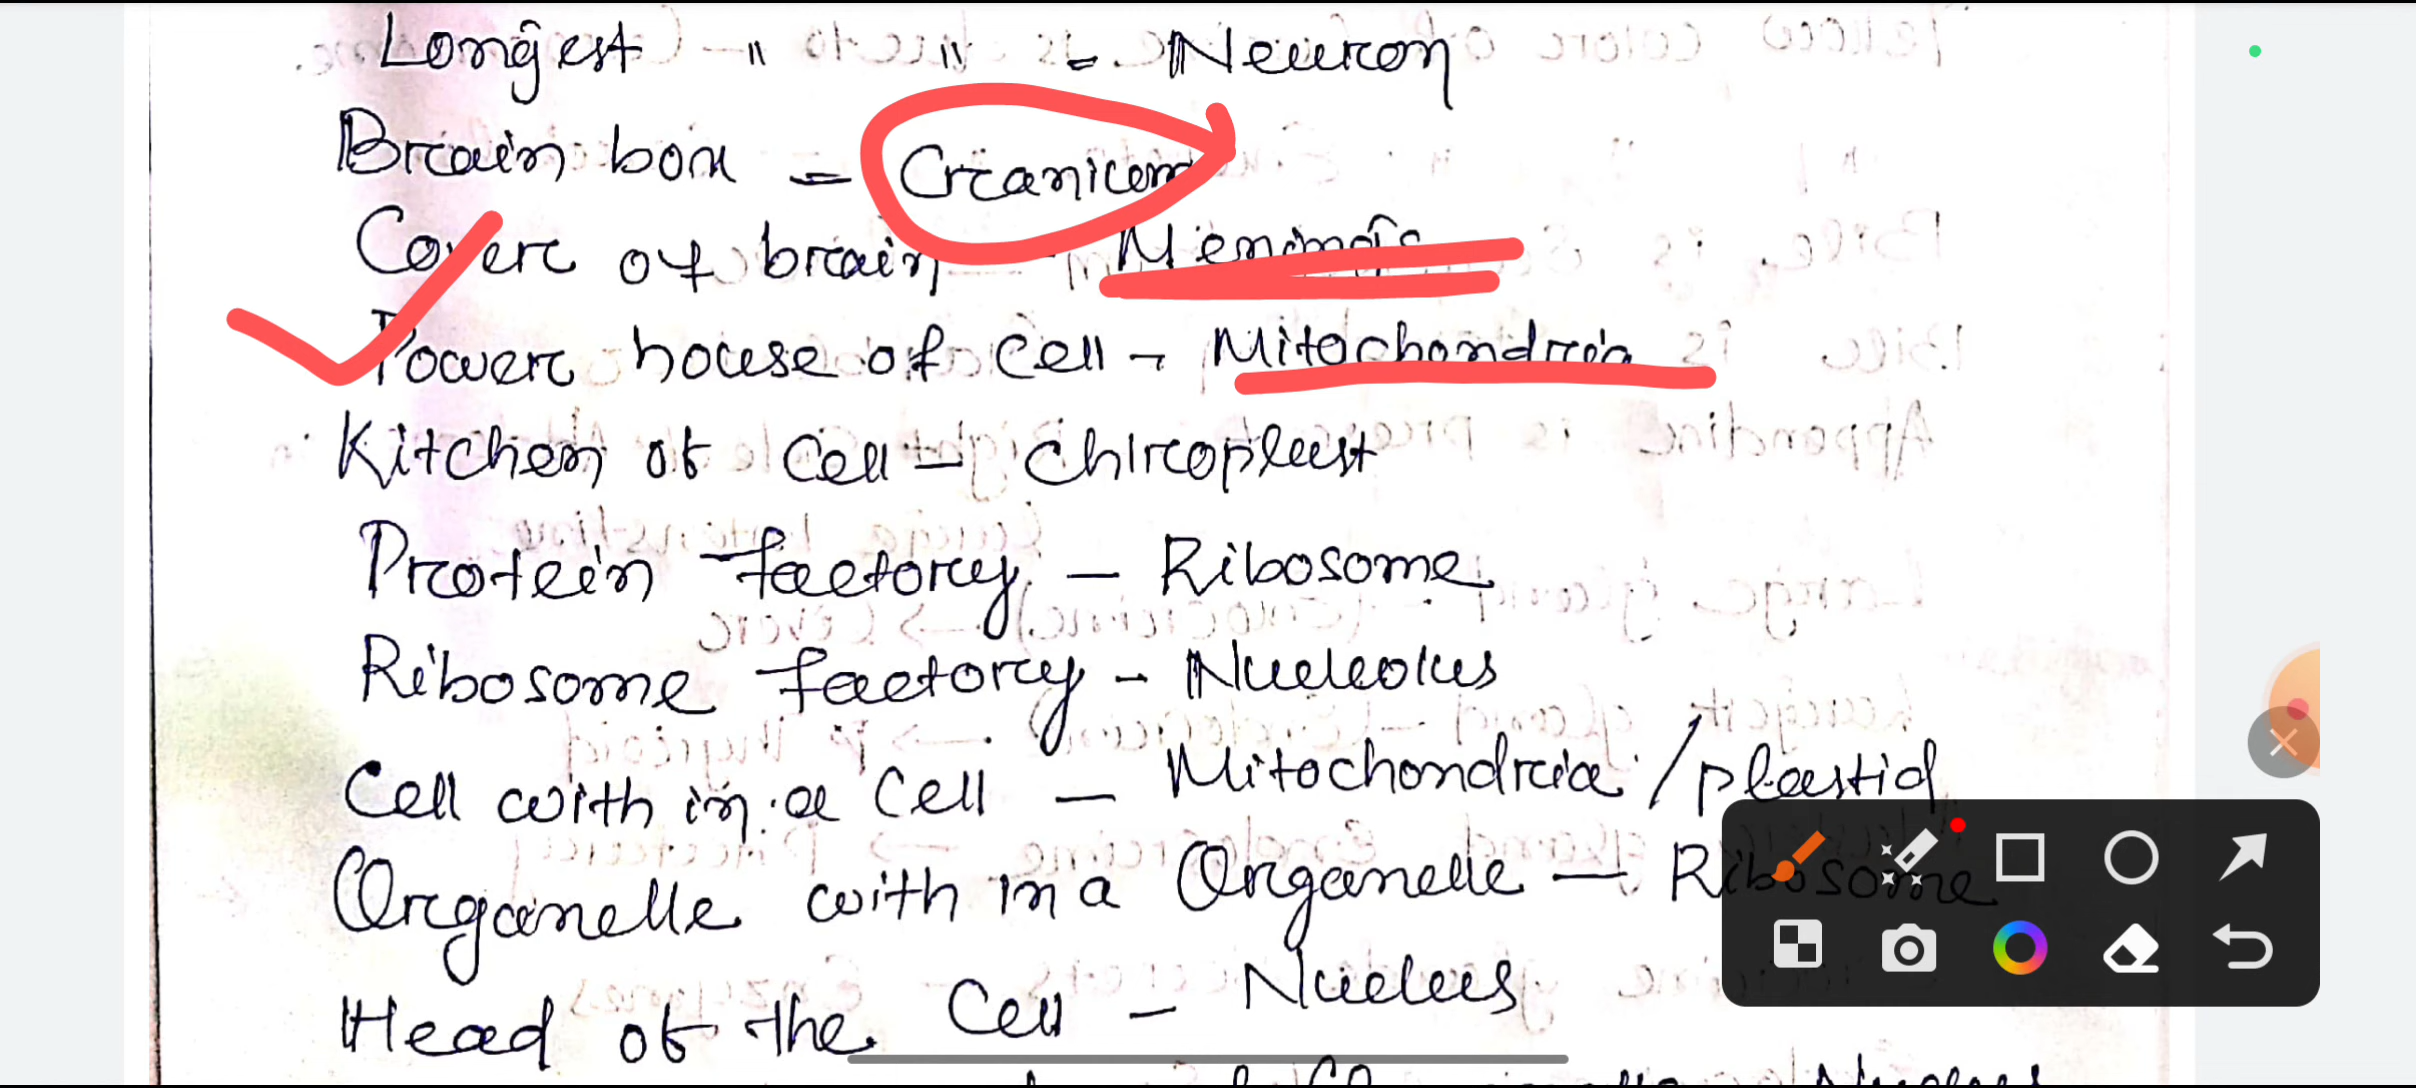 Longest — " — " — Neuron
Brain box — Cranium
Cover of brain — Meninges
Power house of Cell — Mitochondria
Kitchen of Cell — Chlroplast
Protein factory — Ribosome
Ribosome factory — Nucleolus
Cell with in a Cell — Mitochondria / plastid
Organelle with in a Organelle — Ribosome
Head of the Cell — Nucleus